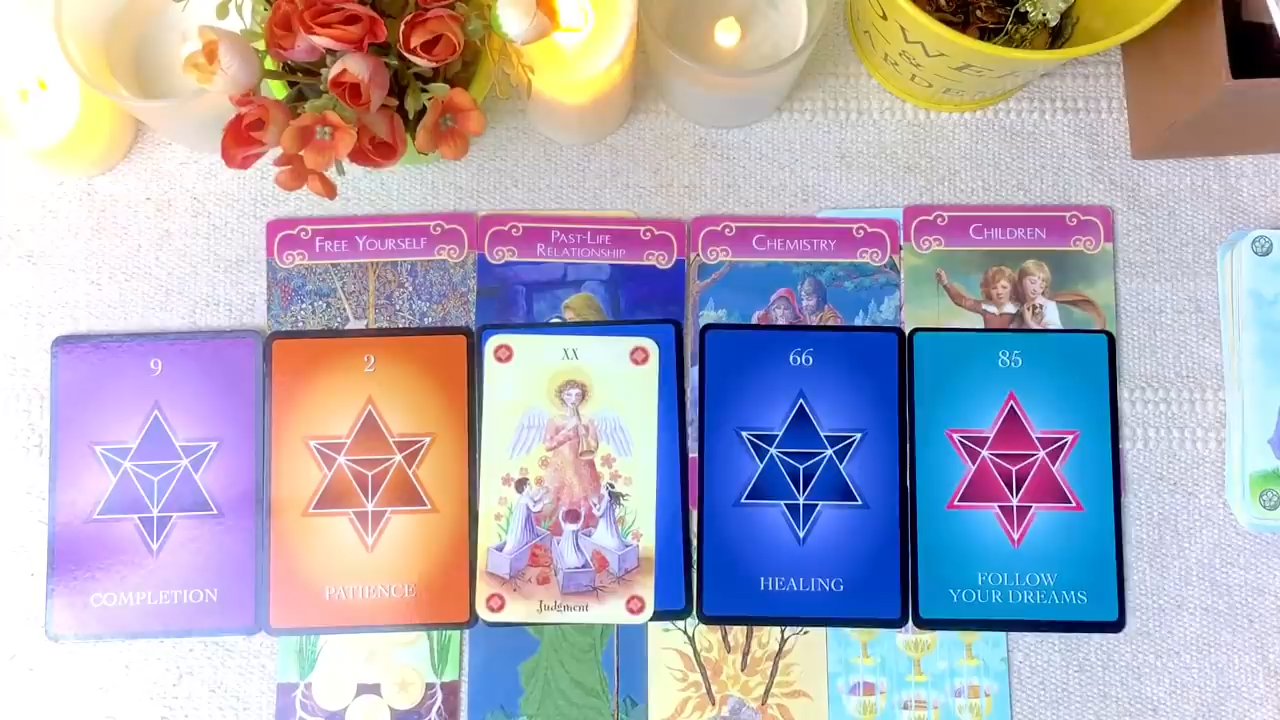 FREE YOURSELF
PAST-LIFE
RELATIONSHIP
CHEMISTRY
CHILDREN
9
COMPLETION
2
PATIENCE
XX
Judgment
66
HEALING
85
FOLLOW
YOUR DREAMS